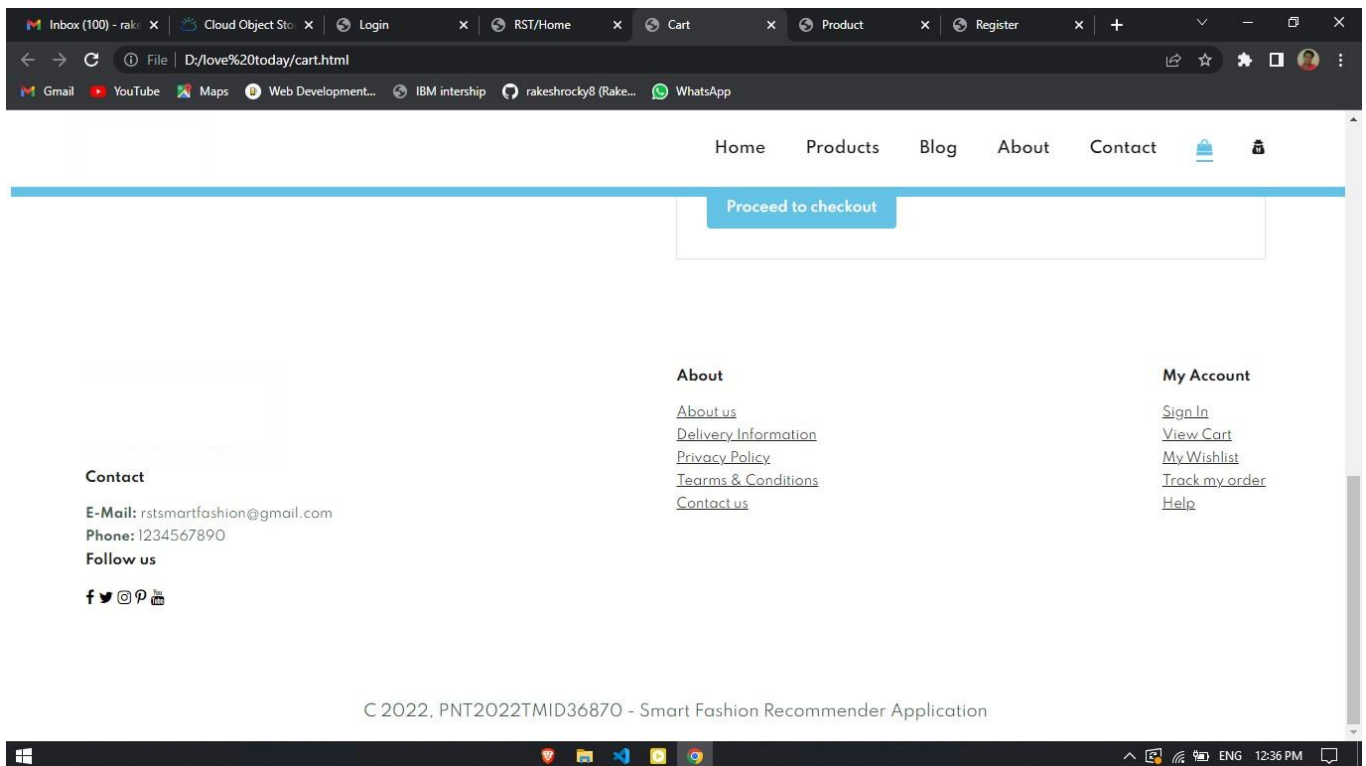 Inbox (100) - rak
Cloud Object Sto
Login
RST/Home
Cart
Product
Register
File
D:/love%20today/cart.html
Gmail
YouTube
Maps
Web Development...
IBM intership
rakeshrocky8 (Rake...
WhatsApp
Home Products Blog About Contact
Proceed to checkout
Contact
E-Mail: rstsmartfashion@gmail.com
Phone: 1234567890
Follow us
You
Tube
About
About us
Delivery Information
Privacy Policy
Tearms & Conditions
Contact us
My Account
Sign In
View Cart
My Wishlist
Track my order
Help
C 2022, PNT2022TMID36870 - Smart Fashion Recommender Application
ENG 12:36 PM